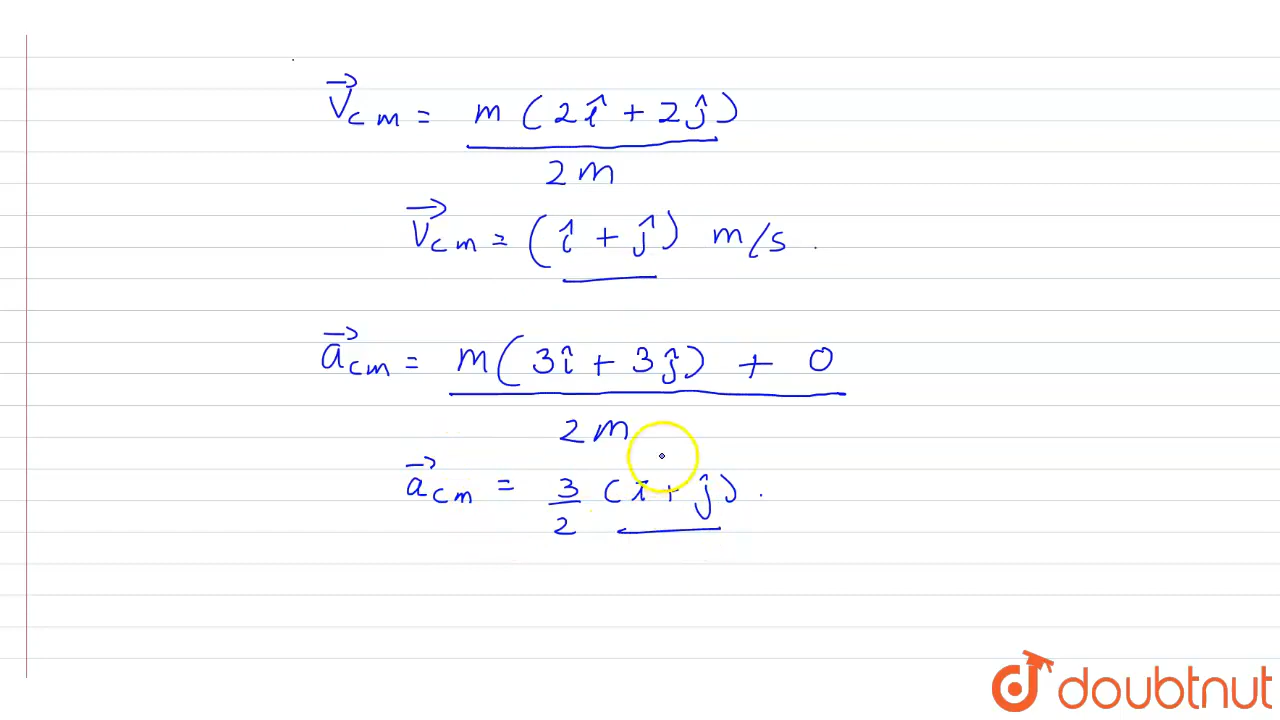 V⃗cm = m(2î + 2ĵ)
2m
V⃗cm = (î + ĵ) m/s.
a⃗cm = m(3î + 3ĵ) + 0
2m
a⃗cm = 3/2 (î + ĵ).
doubtnut